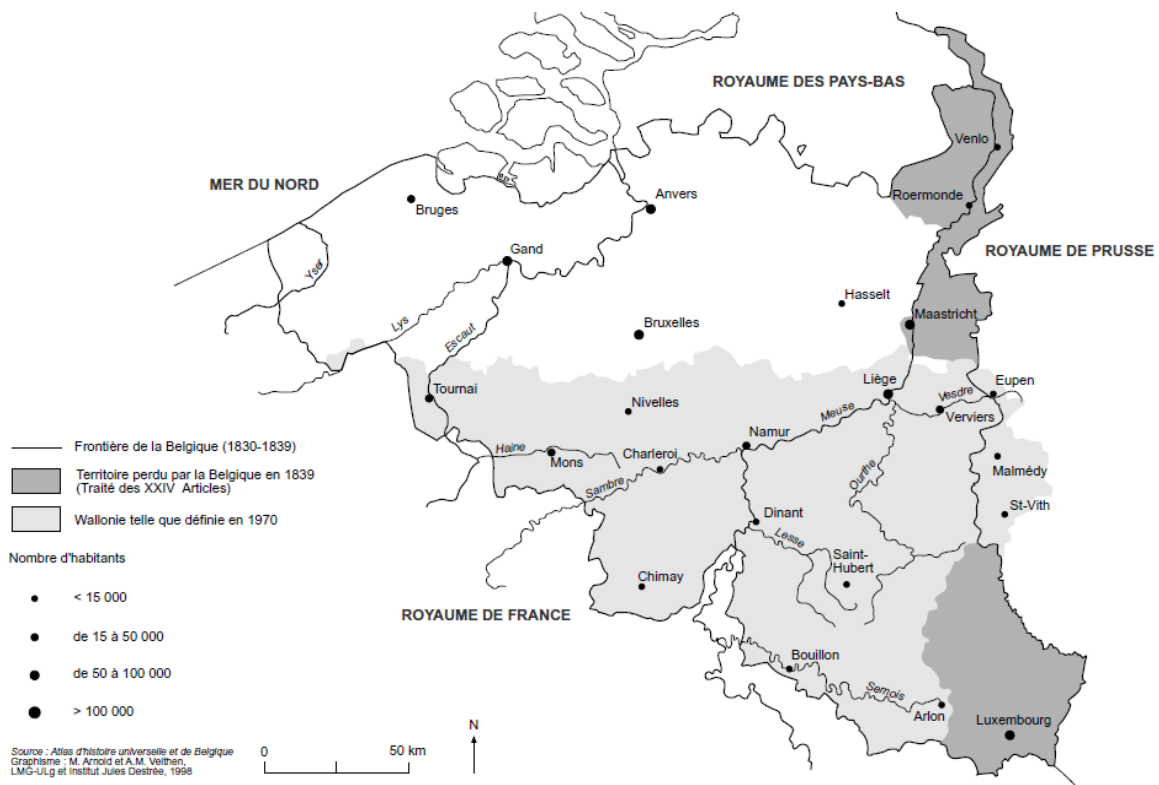 ROYAUME DES PAYS-BAS
Venlo
MER DU NORD
Bruges
Anvers
Roermonde
ROYAUME DE PRUSSE
Gand
Yser
Hasselt
Maastricht
Lys
Escaut
Bruxelles
Tournai
Nivelles
Liège
Vesdre
Eupen
Verviers
Meuse
Namur
Haine
Mons
Charleroi
Sambre
Malmédy
Ourthe
St-Vith
Dinant
Lesse
Saint-
Hubert
Chimay
ROYAUME DE FRANCE
Bouillon
Semois
Arlon
Luxembourg
Frontière de la Belgique (1830-1839)
Territoire perdu par la Belgique en 1839
(Traité des XXIV Articles)
Wallonie telle que définie en 1970
Nombre d'habitants
< 15 000
de 15 à 50 000
de 50 à 100 000
> 100 000
Source : Atlas d'histoire universelle et de Belgique
Graphisme : M. Arnold et A.M. Veithen,
LMG-ULg et Institut Jules Destrée, 1998
0 50 km
N